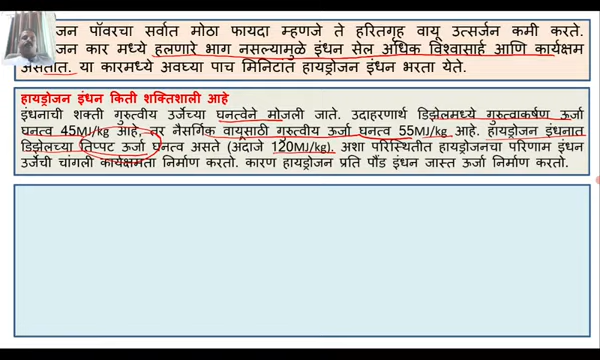 जन पॉवरचा सर्वात मोठा फायदा म्हणजे ते हरितगृह वायू उत्सर्जन कमी करते.
जन कार मध्ये हलणारे भाग नसल्यामुळे इंधन सेल अधिक विश्वासार्ह आणि कार्यक्षम
असतात. या कारमध्ये अवघ्या पाच मिनिटात हायड्रोजन इंधन भरता येते.
हायड्रोजन इंधन किती शक्तिशाली आहे
इंधनाची शक्ती गुरुत्वीय उर्जेच्या घनत्वेने मोजली जाते. उदाहरणार्थ डिझेलमध्ये गुरुत्वाकर्षण ऊर्जा
घनत्व 45MJ/kg आहे, तर नैसर्गिक वायूसाठी गुरुत्वीय ऊर्जा घनत्व 55MJ/kg आहे. हायड्रोजन इंधनात
डिझेलच्या तिप्पट ऊर्जा घनत्व असते (अंदाजे 120MJ/kg). अशा परिस्थितीत हायड्रोजनचा परिणाम इंधन
उर्जेची चांगली कार्यक्षमता निर्माण करतो. कारण हायड्रोजन प्रति पौंड इंधन जास्त ऊर्जा निर्माण करतो.